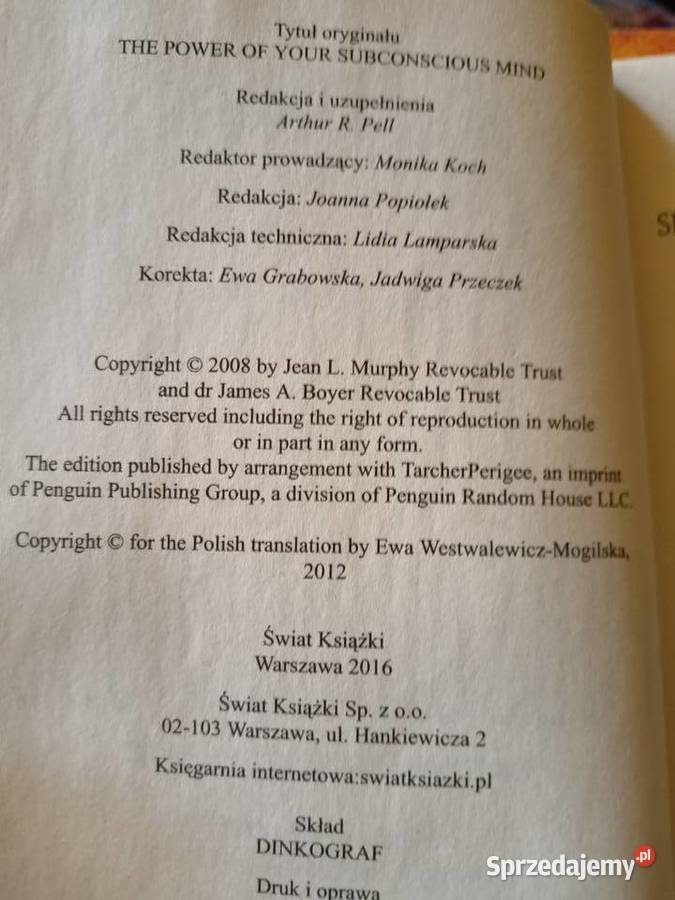 Tytuł oryginału
THE POWER OF YOUR SUBCONSCIOUS MIND
Redakcja i uzupełnienia
Arthur R. Pell
Redaktor prowadzący: Monika Koch
Redakcja: Joanna Popiołek
Redakcja techniczna: Lidia Lamparska
Korekta: Ewa Grabowska, Jadwiga Przeczek
Copyright © 2008 by Jean L. Murphy Revocable Trust
and dr James A. Boyer Revocable Trust
All rights reserved including the right of reproduction in whole
or in part in any form.
The edition published by arrangement with TarcherPerigee, an imprint
of Penguin Publishing Group, a division of Penguin Random House LLC.
Copyright © for the Polish translation by Ewa Westwalewicz-Mogilska,
2012
Świat Książki
Warszawa 2016
Świat Książki Sp. z o.o.
02-103 Warszawa, ul. Hankiewicza 2
Księgarnia internetowa:swiatksiazki.pl
Skład
DINKOGRAF
Druk i oprawa
Sprzedajemy.pl